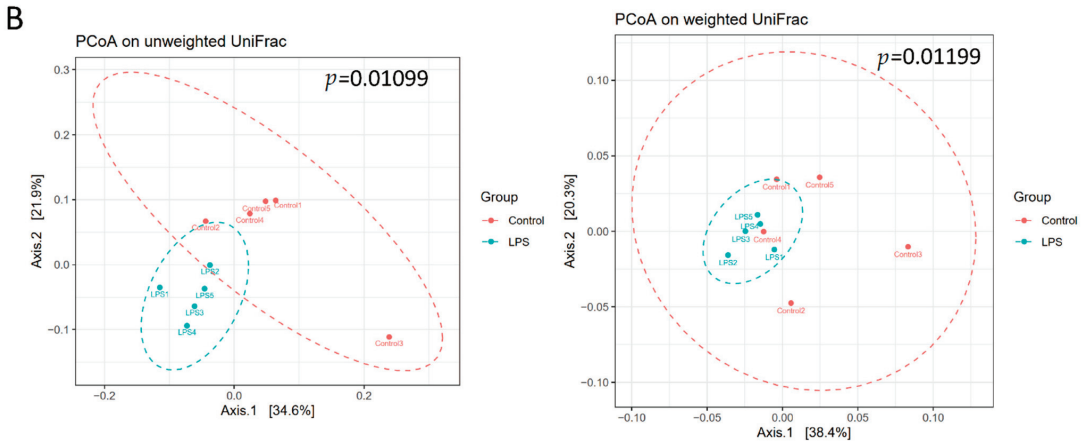 B
PCoA on unweighted UniFrac
p=0.01099
0.3
0.2
0.1
0.0
−0.1
Axis.2 [21.9%]
Control5
Control1
Control4
Control2
LPS2
LPS1
LPS5
LPS3
LPS4
Control3
−0.2
0.0
0.2
Axis.1 [34.6%]
Group
Control
LPS
PCoA on weighted UniFrac
p=0.01199
0.10
0.05
0.00
−0.05
−0.10
Axis.2 [20.3%]
Control1
Control5
LPS5
LPS4
LPS3
Control4
LPS1
LPS2
Control3
Control2
−0.10
−0.05
0.00
0.05
0.10
Axis.1 [38.4%]
Group
Control
LPS